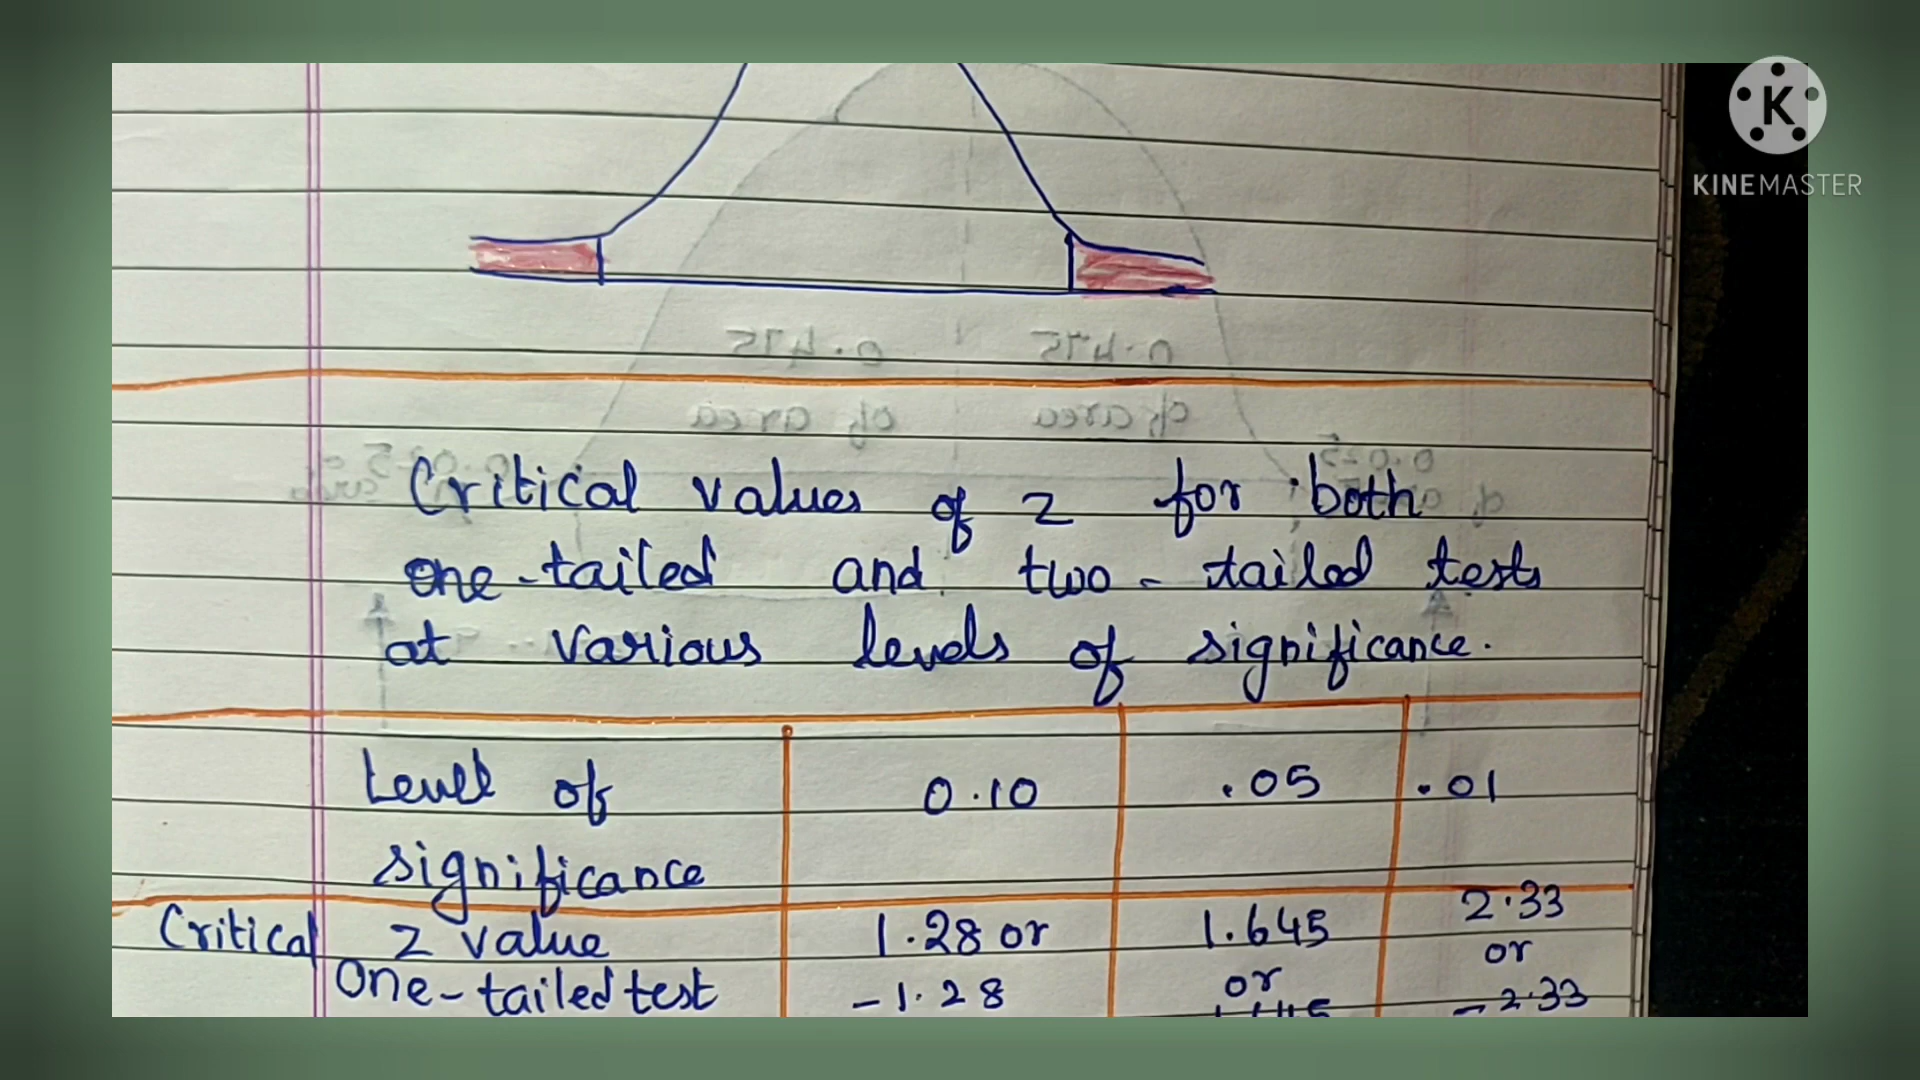 K
KINEMASTER
Critical values of z for both
one-tailed and two-tailed tests
at various levels of significance.
Level of 0.10 .05 .01
significance
Critical z value 1.28 or 1.645 2.33
or
One-tailed test -1.28 or -2.33